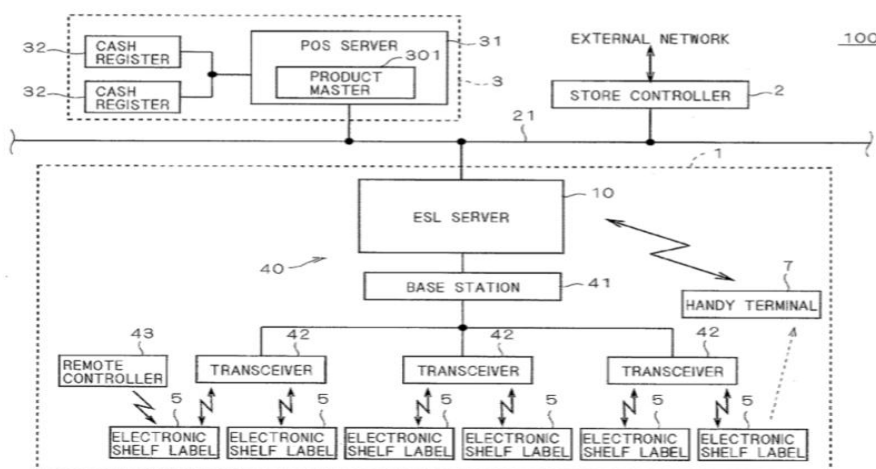 32
CASH
REGISTER
POS SERVER
31
301
PRODUCT
MASTER
3
32
CASH
REGISTER
EXTERNAL NETWORK
100
STORE CONTROLLER
2
21
1
10
ESL SERVER
40
BASE STATION
41
7
HANDY TERMINAL
43
REMOTE
CONTROLLER
42
TRANSCEIVER
42
TRANSCEIVER
42
TRANSCEIVER
5
ELECTRONIC
SHELF LABEL
5
ELECTRONIC
SHELF LABEL
5
ELECTRONIC
SHELF LABEL
5
ELECTRONIC
SHELF LABEL
5
ELECTRONIC
SHELF LABEL
5
ELECTRONIC
SHELF LABEL